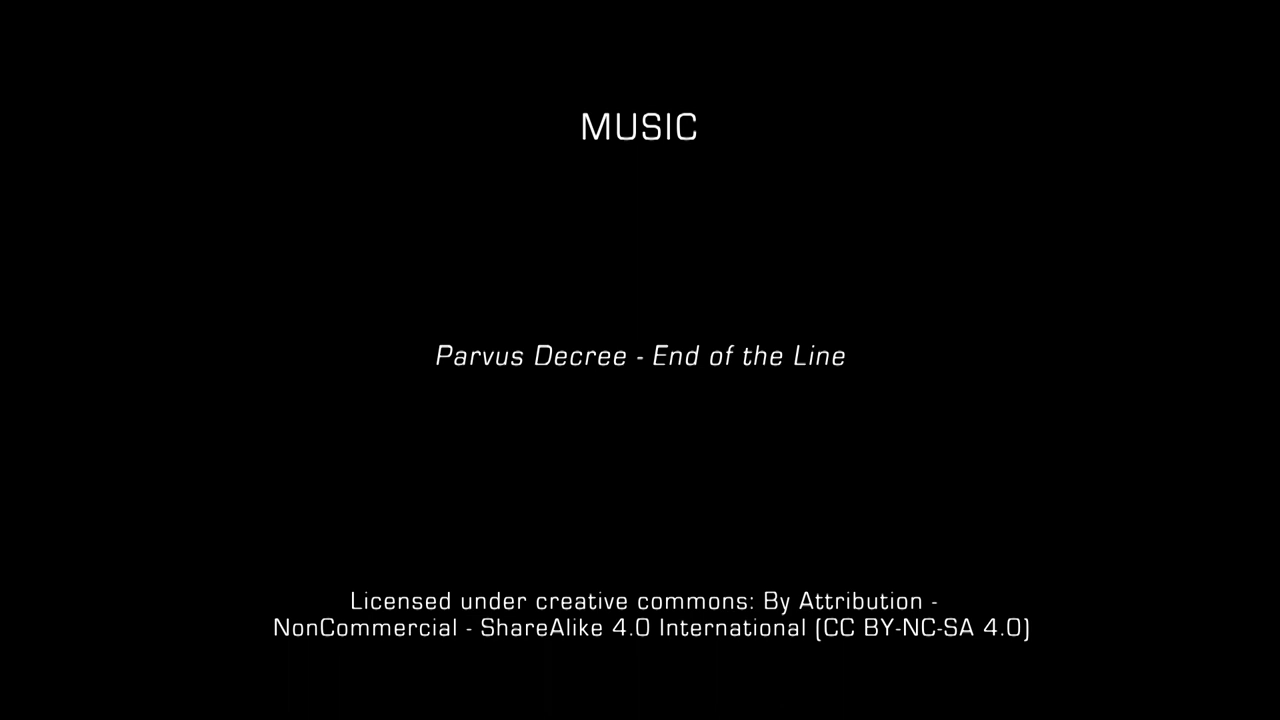 MUSIC
Parvus Decree - End of the Line
Licensed under creative commons: By Attribution -
NonCommercial - ShareAlike 4.0 International (CC BY-NC-SA 4.0)